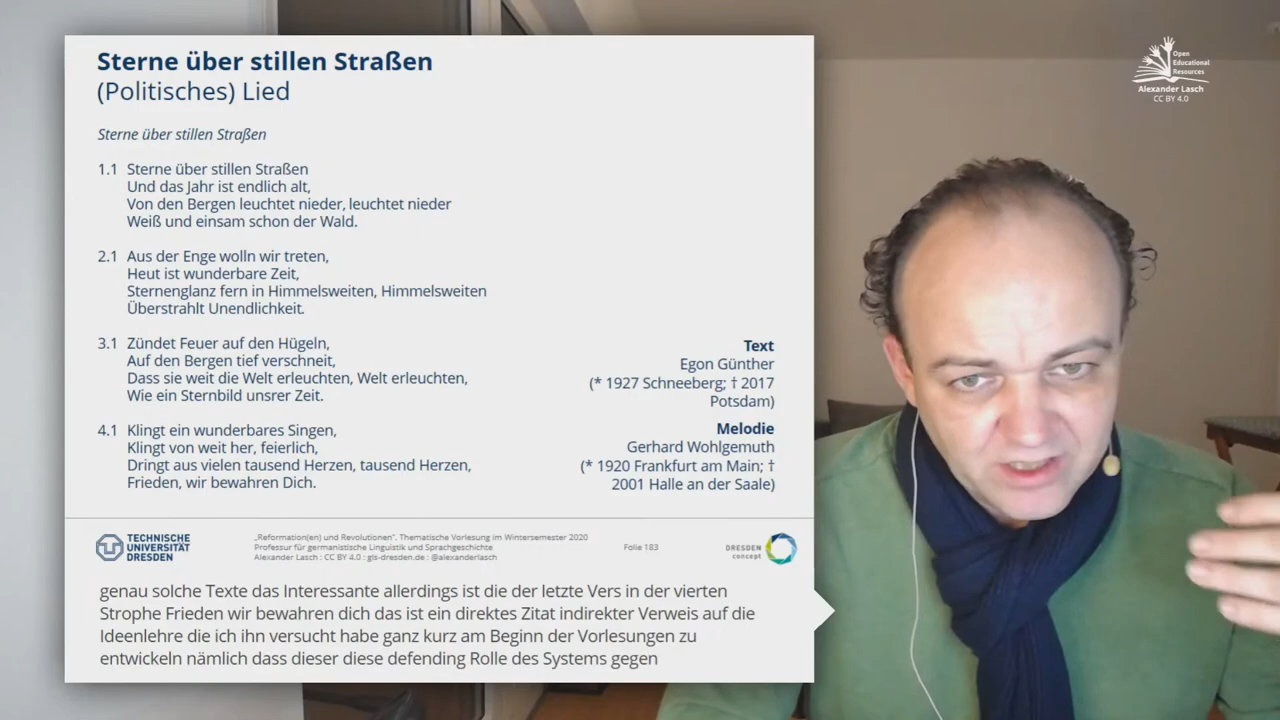 Sterne über stillen Straßen
(Politisches) Lied
Sterne über stillen Straßen
1.1 Sterne über stillen Straßen
Und das Jahr ist endlich alt,
Von den Bergen leuchtet nieder, leuchtet nieder
Weiß und einsam schon der Wald.
2.1 Aus der Enge wolln wir treten,
Heut ist wunderbare Zeit,
Sternenglanz fern in Himmelsweiten, Himmelsweiten
Überstrahlt Unendlichkeit.
3.1 Zündet Feuer auf den Hügeln,
Auf den Bergen tief verschneit,
Dass sie weit die Welt erleuchten, Welt erleuchten,
Wie ein Sternbild unsrer Zeit.
4.1 Klingt ein wunderbares Singen,
Klingt von weit her, feierlich,
Dringt aus vielen tausend Herzen, tausend Herzen,
Frieden, wir bewahren Dich.
Text
Egon Günther
(* 1927 Schneeberg; † 2017
Potsdam)
Melodie
Gerhard Wohlgemuth
(* 1920 Frankfurt am Main; †
2001 Halle an der Saale)
TECHNISCHE
UNIVERSITÄT
DRESDEN
„Reformation(en) und Revolutionen“. Thematische Vorlesung im Wintersemester 2020
Professur für germanistische Linguistik und Sprachgeschichte
Alexander Lasch : CC BY 4.0 : gls-dresden.de : @alexanderlasch
Folie 183
DRESDEN
concept
genau solche Texte das Interessante allerdings ist die der letzte Vers in der vierten
Strophe Frieden wir bewahren dich das ist ein direktes Zitat indirekter Verweis auf die
Ideenlehre die ich ihn versucht habe ganz kurz am Beginn der Vorlesungen zu
entwickeln nämlich dass dieser diese defending Rolle des Systems gegen
Open
Educational
Resources
Alexander Lasch
CC BY 4.0